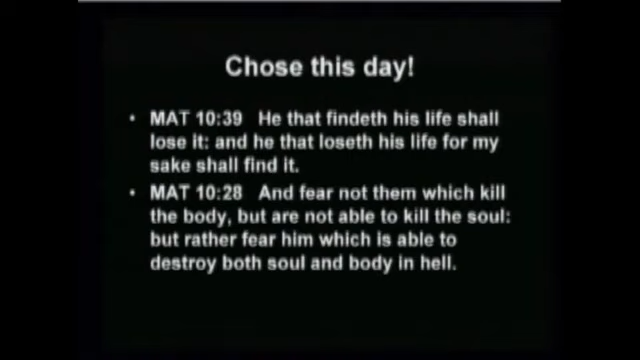 Chose this day!
• MAT 10:39 He that findeth his life shall
lose it: and he that loseth his life for my
sake shall find it.
• MAT 10:28 And fear not them which kill
the body, but are not able to kill the soul:
but rather fear him which is able to
destroy both soul and body in hell.